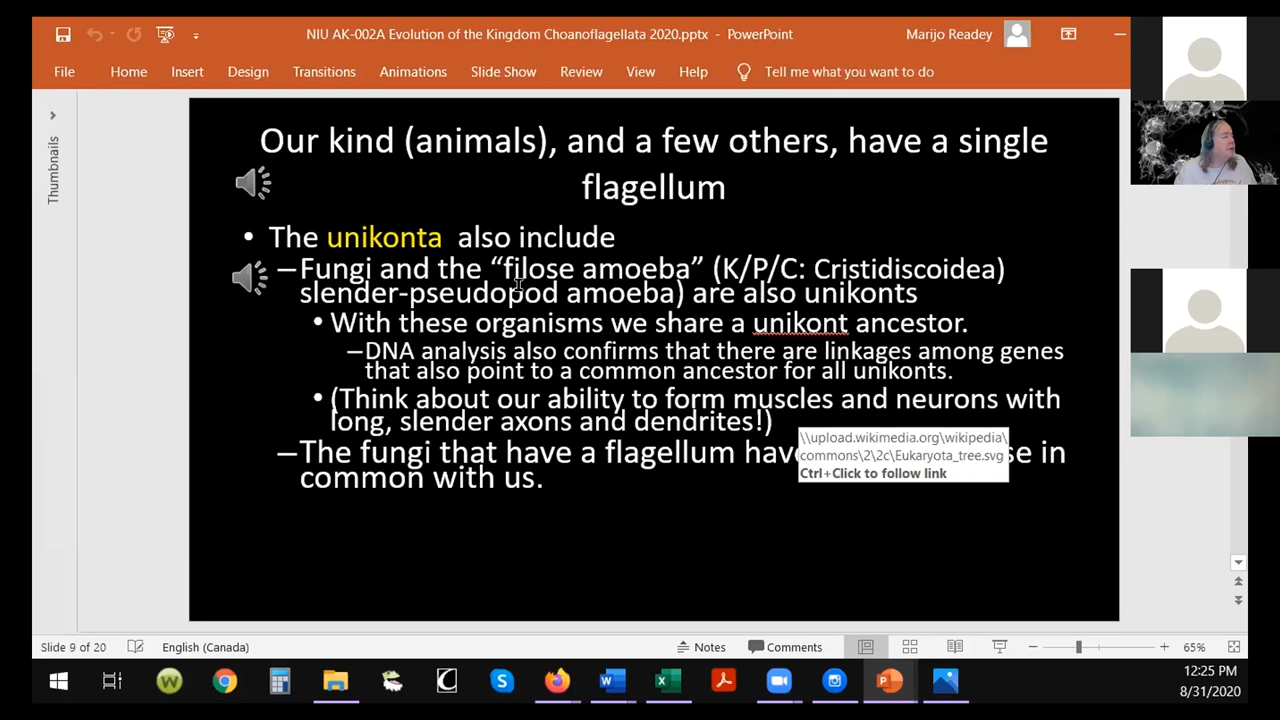 NIU AK-002A Evolution of the Kingdom Choanoflagellata 2020.pptx - PowerPoint
Marijo Readey
File Home Insert Design Transitions Animations Slide Show Review View Help Tell me what you want to do
Thumbnails
Our kind (animals), and a few others, have a single
flagellum
• The unikonta also include
–Fungi and the “filose amoeba” (K/P/C: Cristidiscoidea)
slender-pseudopod amoeba) are also unikonts
• With these organisms we share a unikont ancestor.
–DNA analysis also confirms that there are linkages among genes
that also point to a common ancestor for all unikonts.
• (Think about our ability to form muscles and neurons with
long, slender axons and dendrites!)
–The fungi that have a flagellum have in
common with us.
\\upload.wikimedia.org\wikipedia\
commons\2\2c\Eukaryota_tree.svg
Ctrl+Click to follow link
Slide 9 of 20 English (Canada) Notes Comments 65%
12:25 PM
8/31/2020